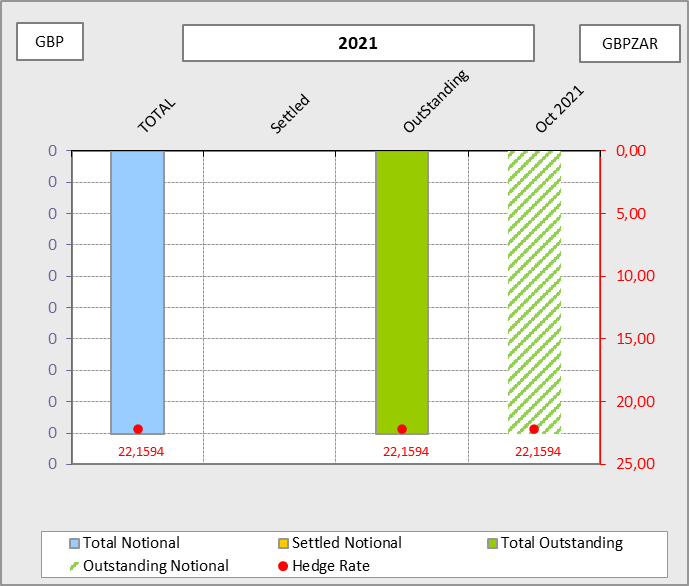 GBP
2021
GBPZAR
TOTAL
Settled
OutStanding
Oct 2021
0
0
0
0
0
0
0
0
0
0
0
0,00
5,00
10,00
15,00
20,00
25,00
22,1594
22,1594
22,1594
Total Notional
Settled Notional
Total Outstanding
Outstanding Notional
Hedge Rate